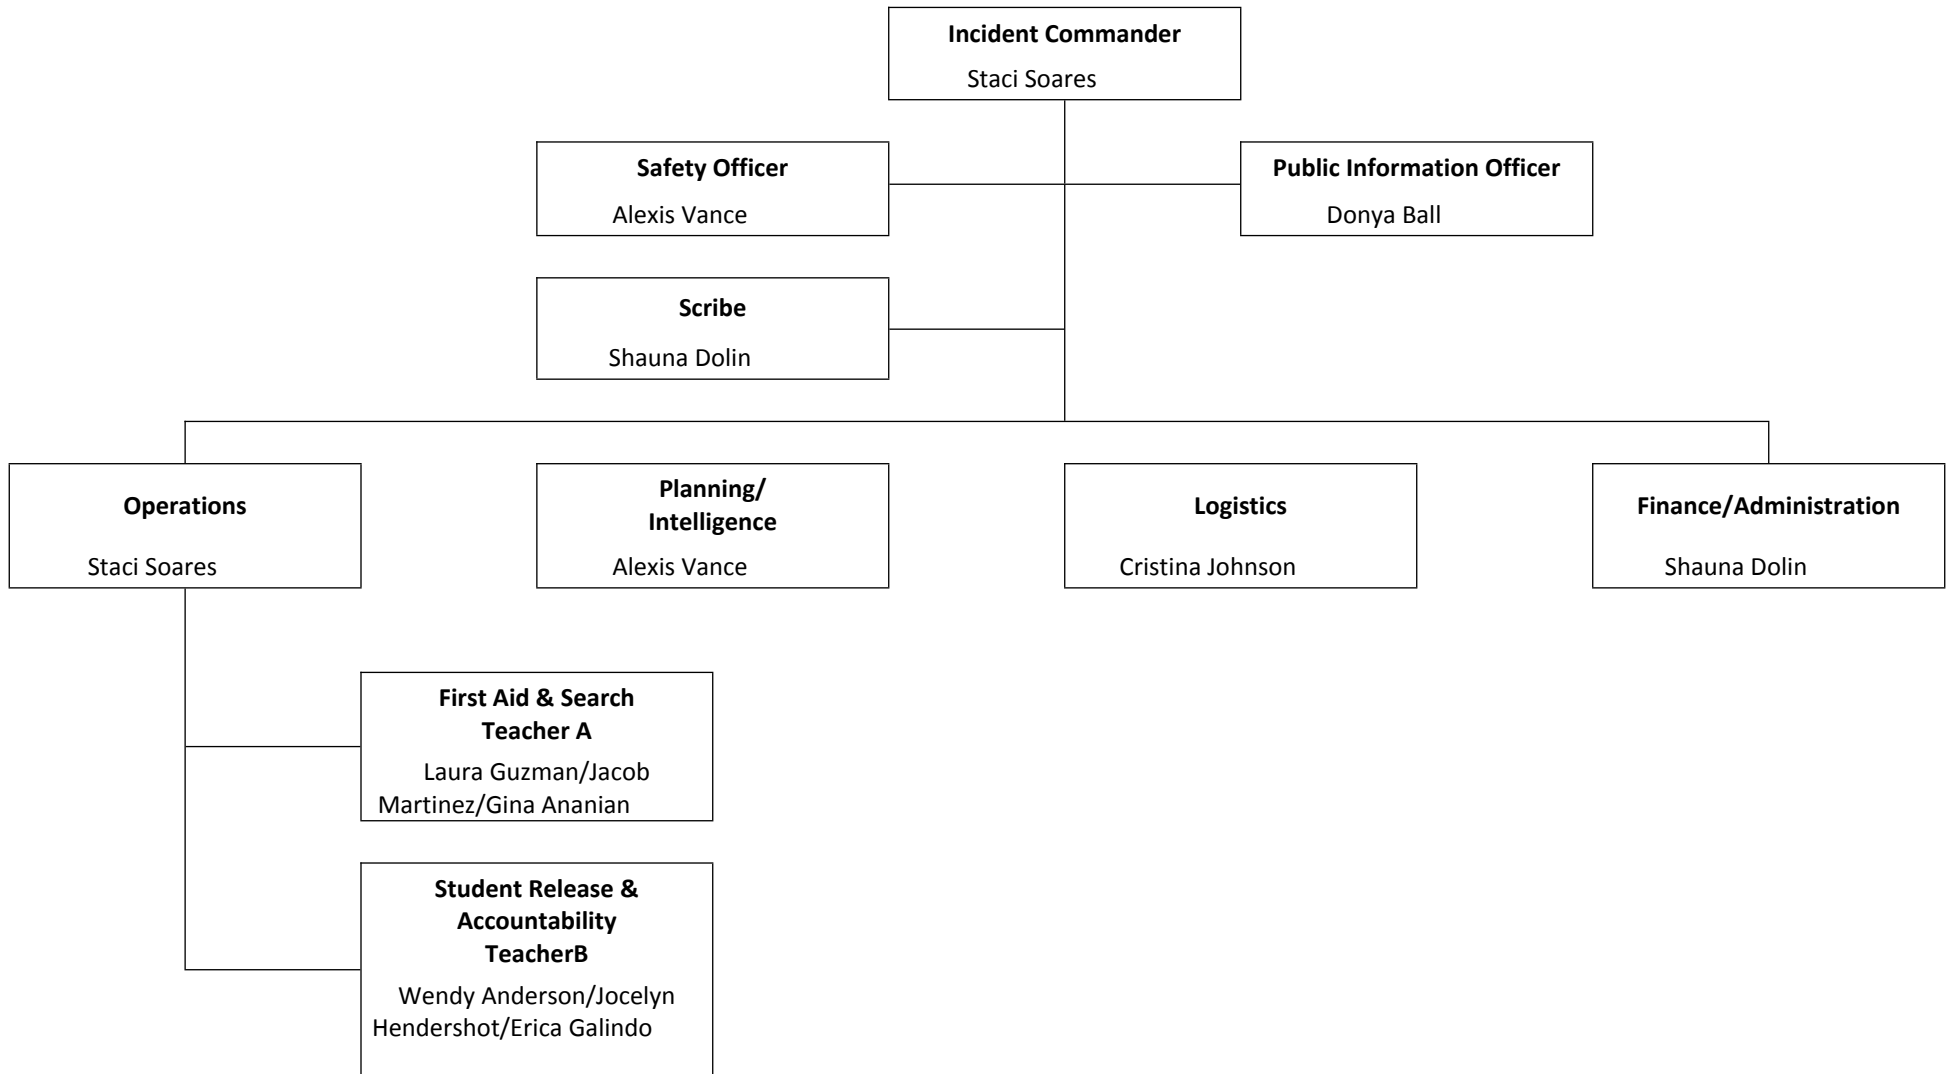 Incident Commander
Staci Soares
Safety Officer
Alexis Vance
Public Information Officer
Donya Ball
Scribe
Shauna Dolin
Operations
Staci Soares
Planning/
Intelligence
Alexis Vance
Logistics
Cristina Johnson
Finance/Administration
Shauna Dolin
First Aid & Search
Teacher A
Laura Guzman/Jacob
Martinez/Gina Ananian
Student Release &
Accountability
TeacherB
Wendy Anderson/Jocelyn
Hendershot/Erica Galindo